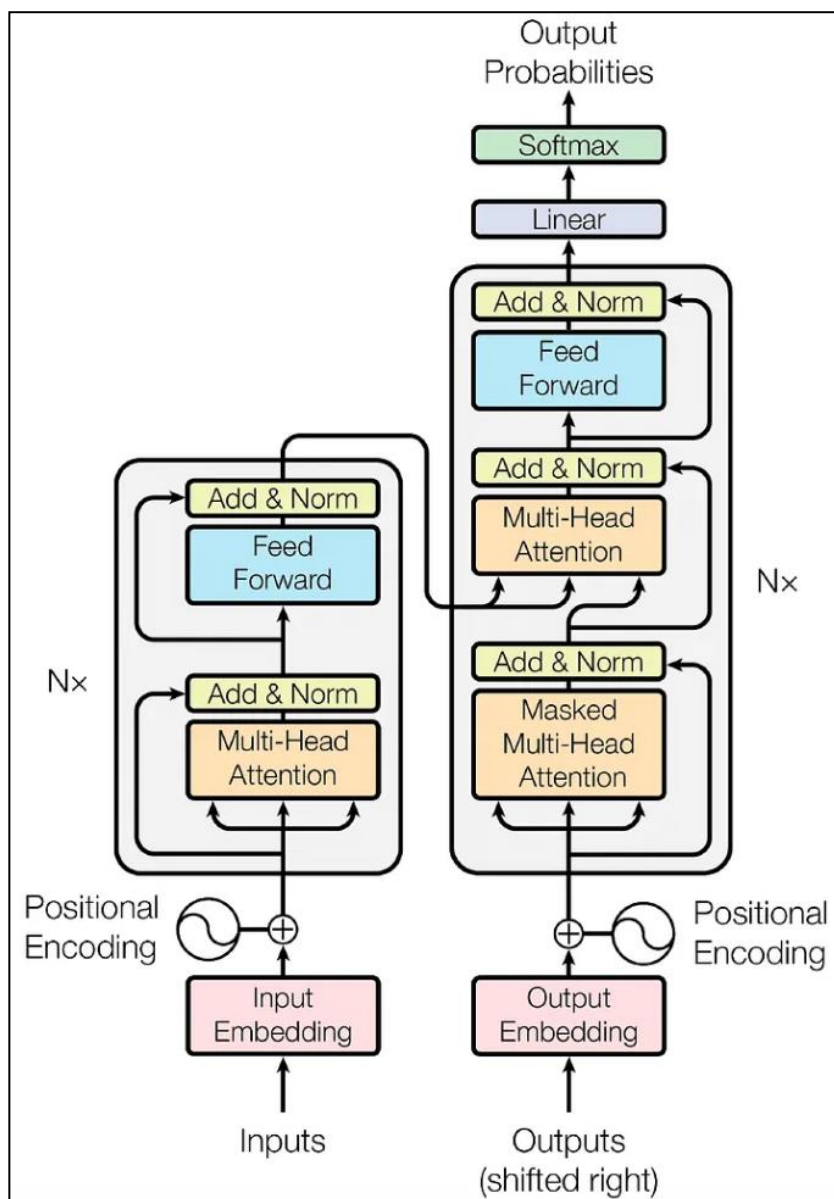 Output
Probabilities
Softmax
Linear
Add & Norm
Feed
Forward
Add & Norm
Multi-Head
Attention
Add & Norm
Masked
Multi-Head
Attention
Nx
Add & Norm
Feed
Forward
Add & Norm
Multi-Head
Attention
Nx
Positional
Encoding
Positional
Encoding
Input
Embedding
Output
Embedding
Inputs
Outputs
(shifted right)